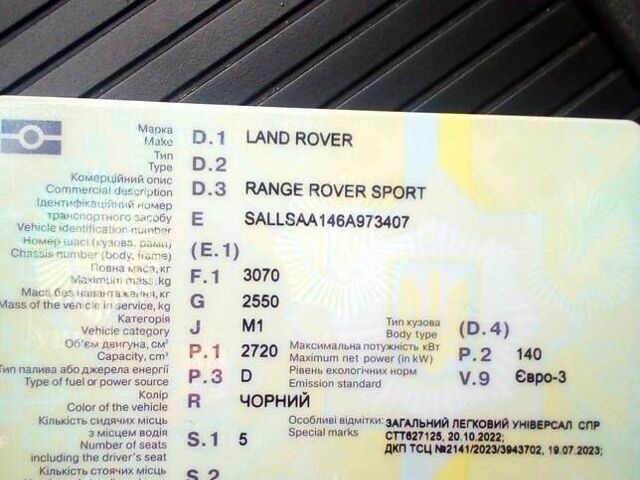 Марка
Make D.1 LAND ROVER
Тип
Type D.2
Комерційний опис
Commercial description D.3 RANGE ROVER SPORT
Ідентифікаційний номер
транспортного засобу E SALLSAA146A973407
Vehicle identification number
Номер шасі (кузова, рами)
Chassis number (body, frame) (E.1)
Повна маса, кг
Maximum mass, kg F.1 3070
Маса без навантаження, кг
Mass of the vehicle in service, kg G 2550
Категорія
Vehicle category J M1 Тип кузова
Body type (D.4)
Об'єм двигуна, см³
Capacity, cm³ P.1 2720 Максимальна потужність кВт
Maximum net power (in kW) P.2 140
Тип палива або джерела енергії
Type of fuel or power source P.3 D Рівень екологічних норм
Emission standard V.9 Євро-3
Колір
Color of the vehicle R ЧОРНИЙ
Кількість сидячих місць
з місцем водія
Number of seats S.1 5
including the driver's seat
Особливі відмітки: ЗАГАЛЬНИЙ ЛЕГКОВИЙ УНІВЕРСАЛ СПР
Special marks СТТ627125, 20.10.2022;
ДКП ТСЦ №2141/2023/3943702, 19.07.2023;
Кількість стоячих місць
Number of standing S.2